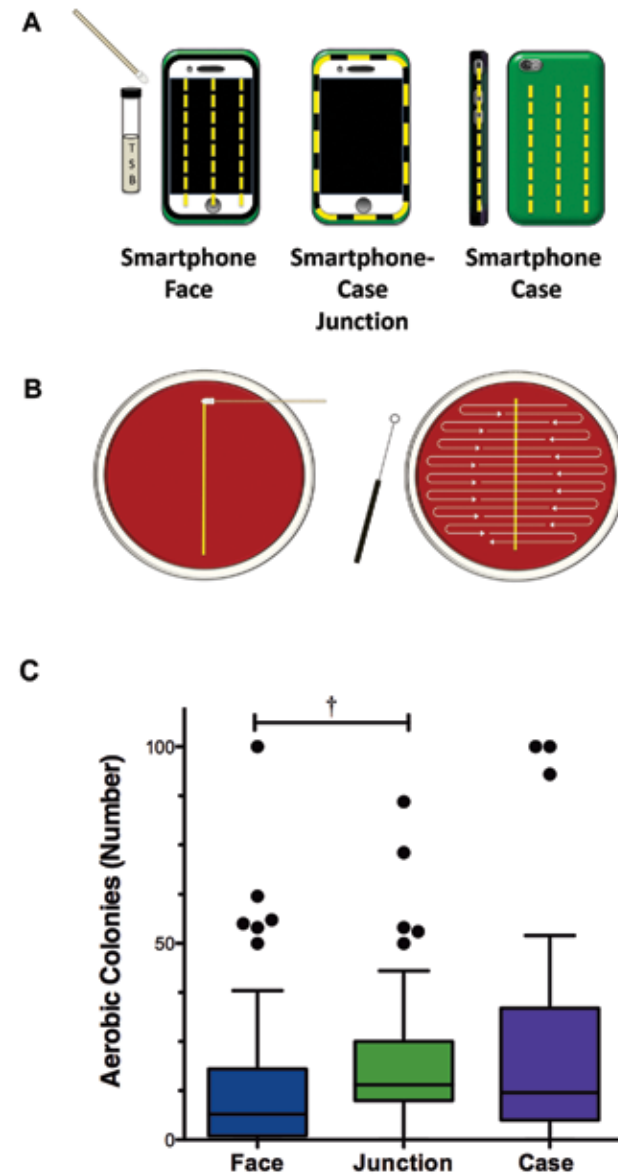 A
T
S
B
Smartphone
Face
Smartphone-
Case
Junction
Smartphone
Case
B
C
†
Aerobic Colonies (Number)
100
50
0
Face
Junction
Case